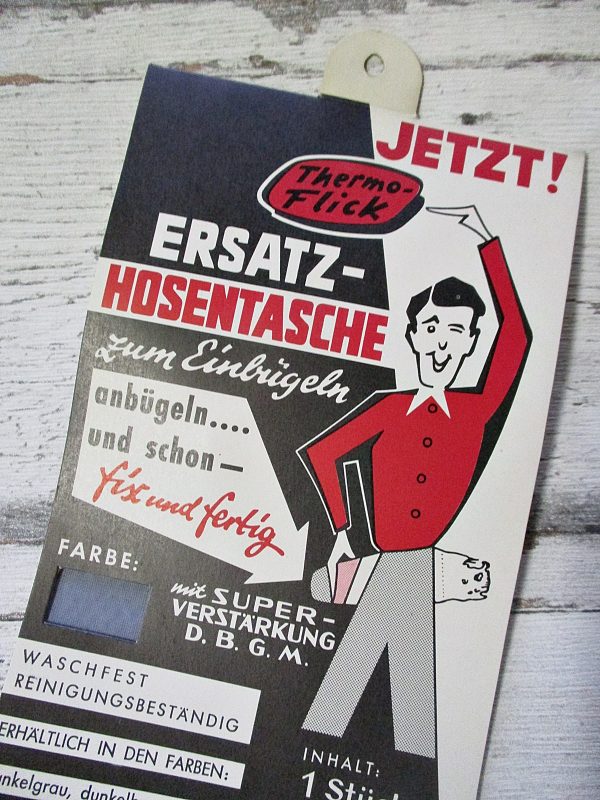 JETZT!
Thermo-
Flick
ERSATZ-
HOSENTASCHE
zum Einbügeln
anbügeln....
und schon—
fix und fertig
FARBE:
mit SUPER-
VERSTÄRKUNG
D. B. G. M.
WASCHFEST
REINIGUNGSBESTÄNDIG
ERHÄLTLICH IN DEN FARBEN:
INHALT:
1